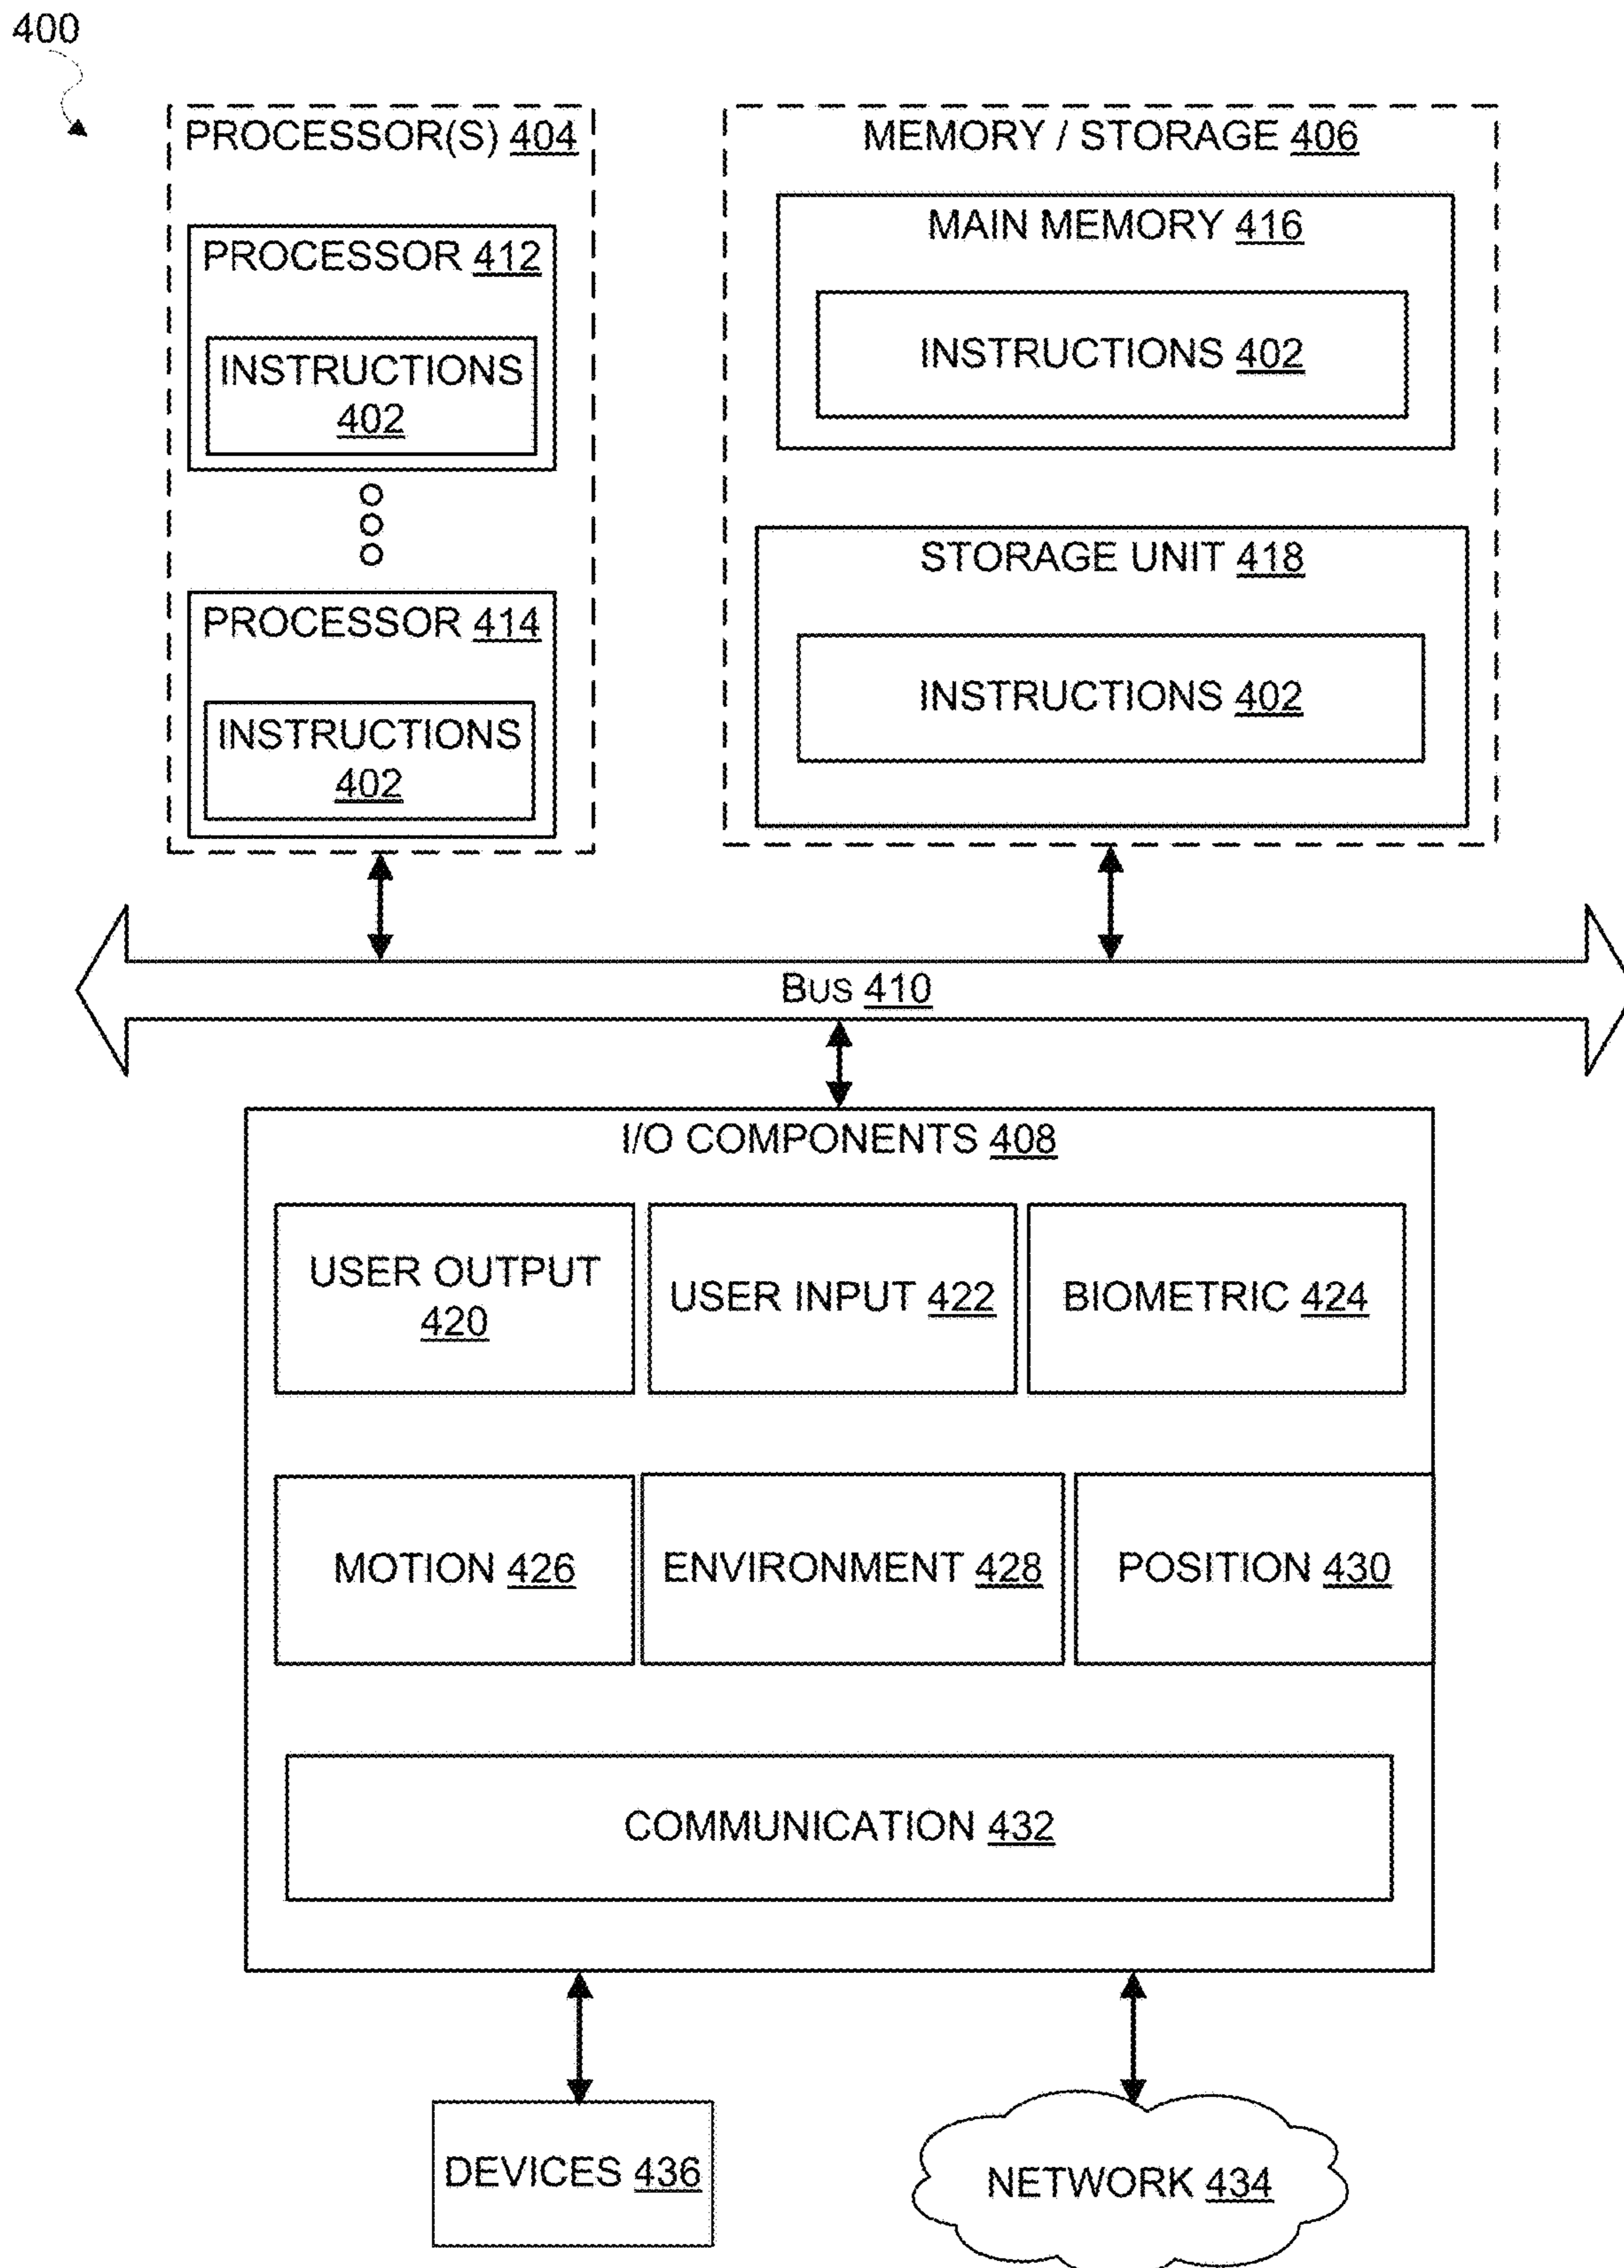 400
PROCESSOR(S) 404
PROCESSOR 412
INSTRUCTIONS
402
PROCESSOR 414
INSTRUCTIONS
402
MEMORY / STORAGE 406
MAIN MEMORY 416
INSTRUCTIONS 402
STORAGE UNIT 418
INSTRUCTIONS 402
BUS 410
I/O COMPONENTS 408
USER OUTPUT
420
USER INPUT 422
BIOMETRIC 424
MOTION 426
ENVIRONMENT 428
POSITION 430
COMMUNICATION 432
DEVICES 436
NETWORK 434